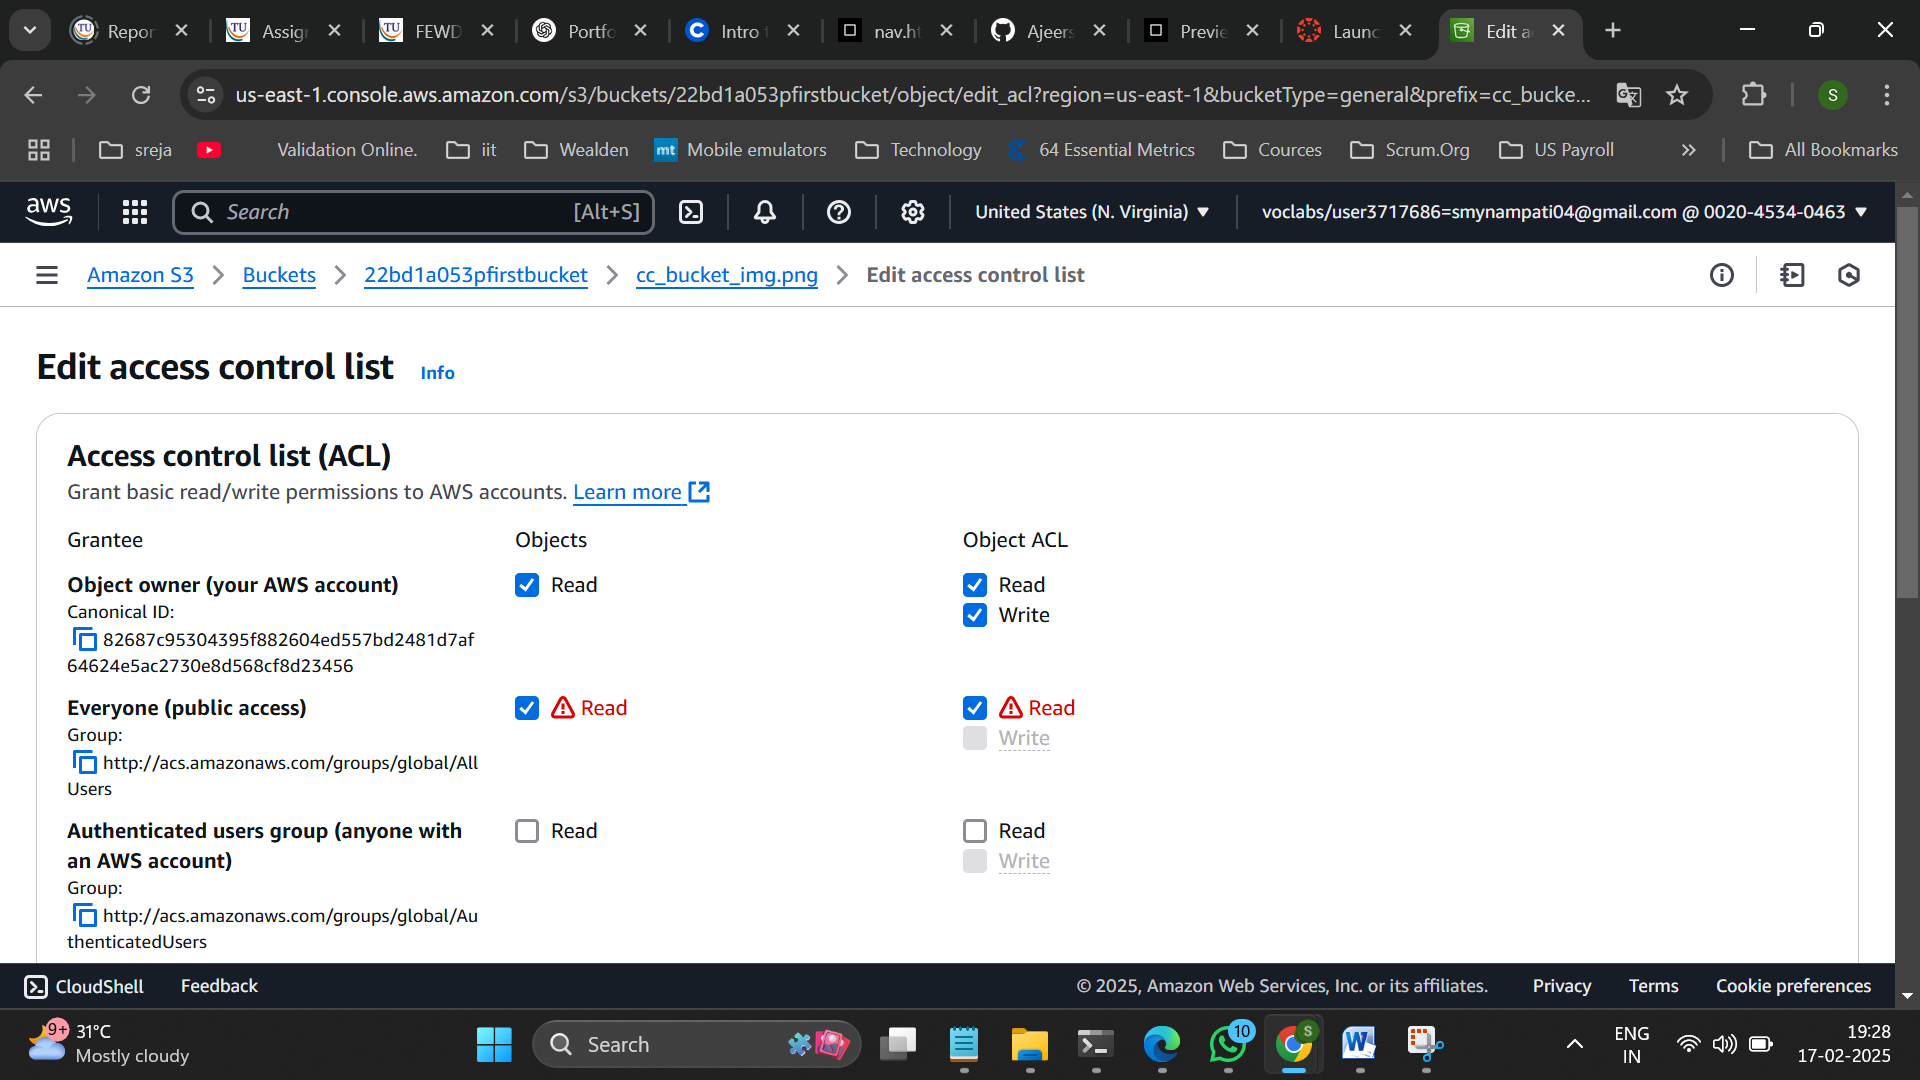 Repor
Assigr
FEWD
Portfo
Intro t
nav.ht
Ajeers
Previe
Launc
Edit a
us-east-1.console.aws.amazon.com/s3/buckets/22bd1a053pfirstbucket/object/edit_acl?region=us-east-1&bucketType=general&prefix=cc_bucke...
S
sreja
Validation Online.
iit
Wealden
mt Mobile emulators
Technology
64 Essential Metrics
Cources
Scrum.Org
US Payroll
»
All Bookmarks
aws
Search [Alt+S]
United States (N. Virginia)
voclabs/user3717686=smynampati04@gmail.com @ 0020-4534-0463
Amazon S3 > Buckets > 22bd1a053pfirstbucket > cc_bucket_img.png > Edit access control list
Edit access control list Info
Access control list (ACL)
Grant basic read/write permissions to AWS accounts. Learn more
Grantee Objects Object ACL
Object owner (your AWS account) Read Read
Canonical ID: Write
82687c95304395f882604ed557bd2481d7af
64624e5ac2730e8d568cf8d23456
Everyone (public access) Read Read
Group: Write
http://acs.amazonaws.com/groups/global/All
Users
Authenticated users group (anyone with Read Read
an AWS account) Write
Group:
http://acs.amazonaws.com/groups/global/Au
thenticatedUsers
CloudShell Feedback © 2025, Amazon Web Services, Inc. or its affiliates. Privacy Terms Cookie preferences
9+ 31°C
Mostly cloudy
Search
10
S
ENG
IN
19:28
17-02-2025